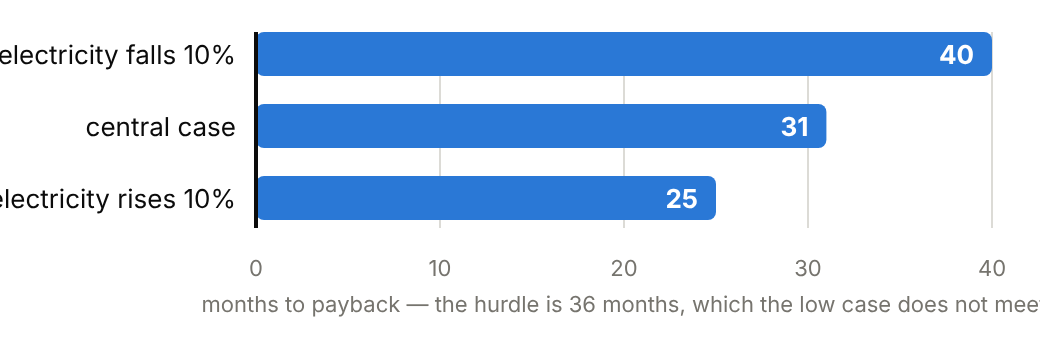 electricity falls 10%
40
central case
31
electricity rises 10%
25
0 10 20 30 40
months to payback — the hurdle is 36 months, which the low case does not meet